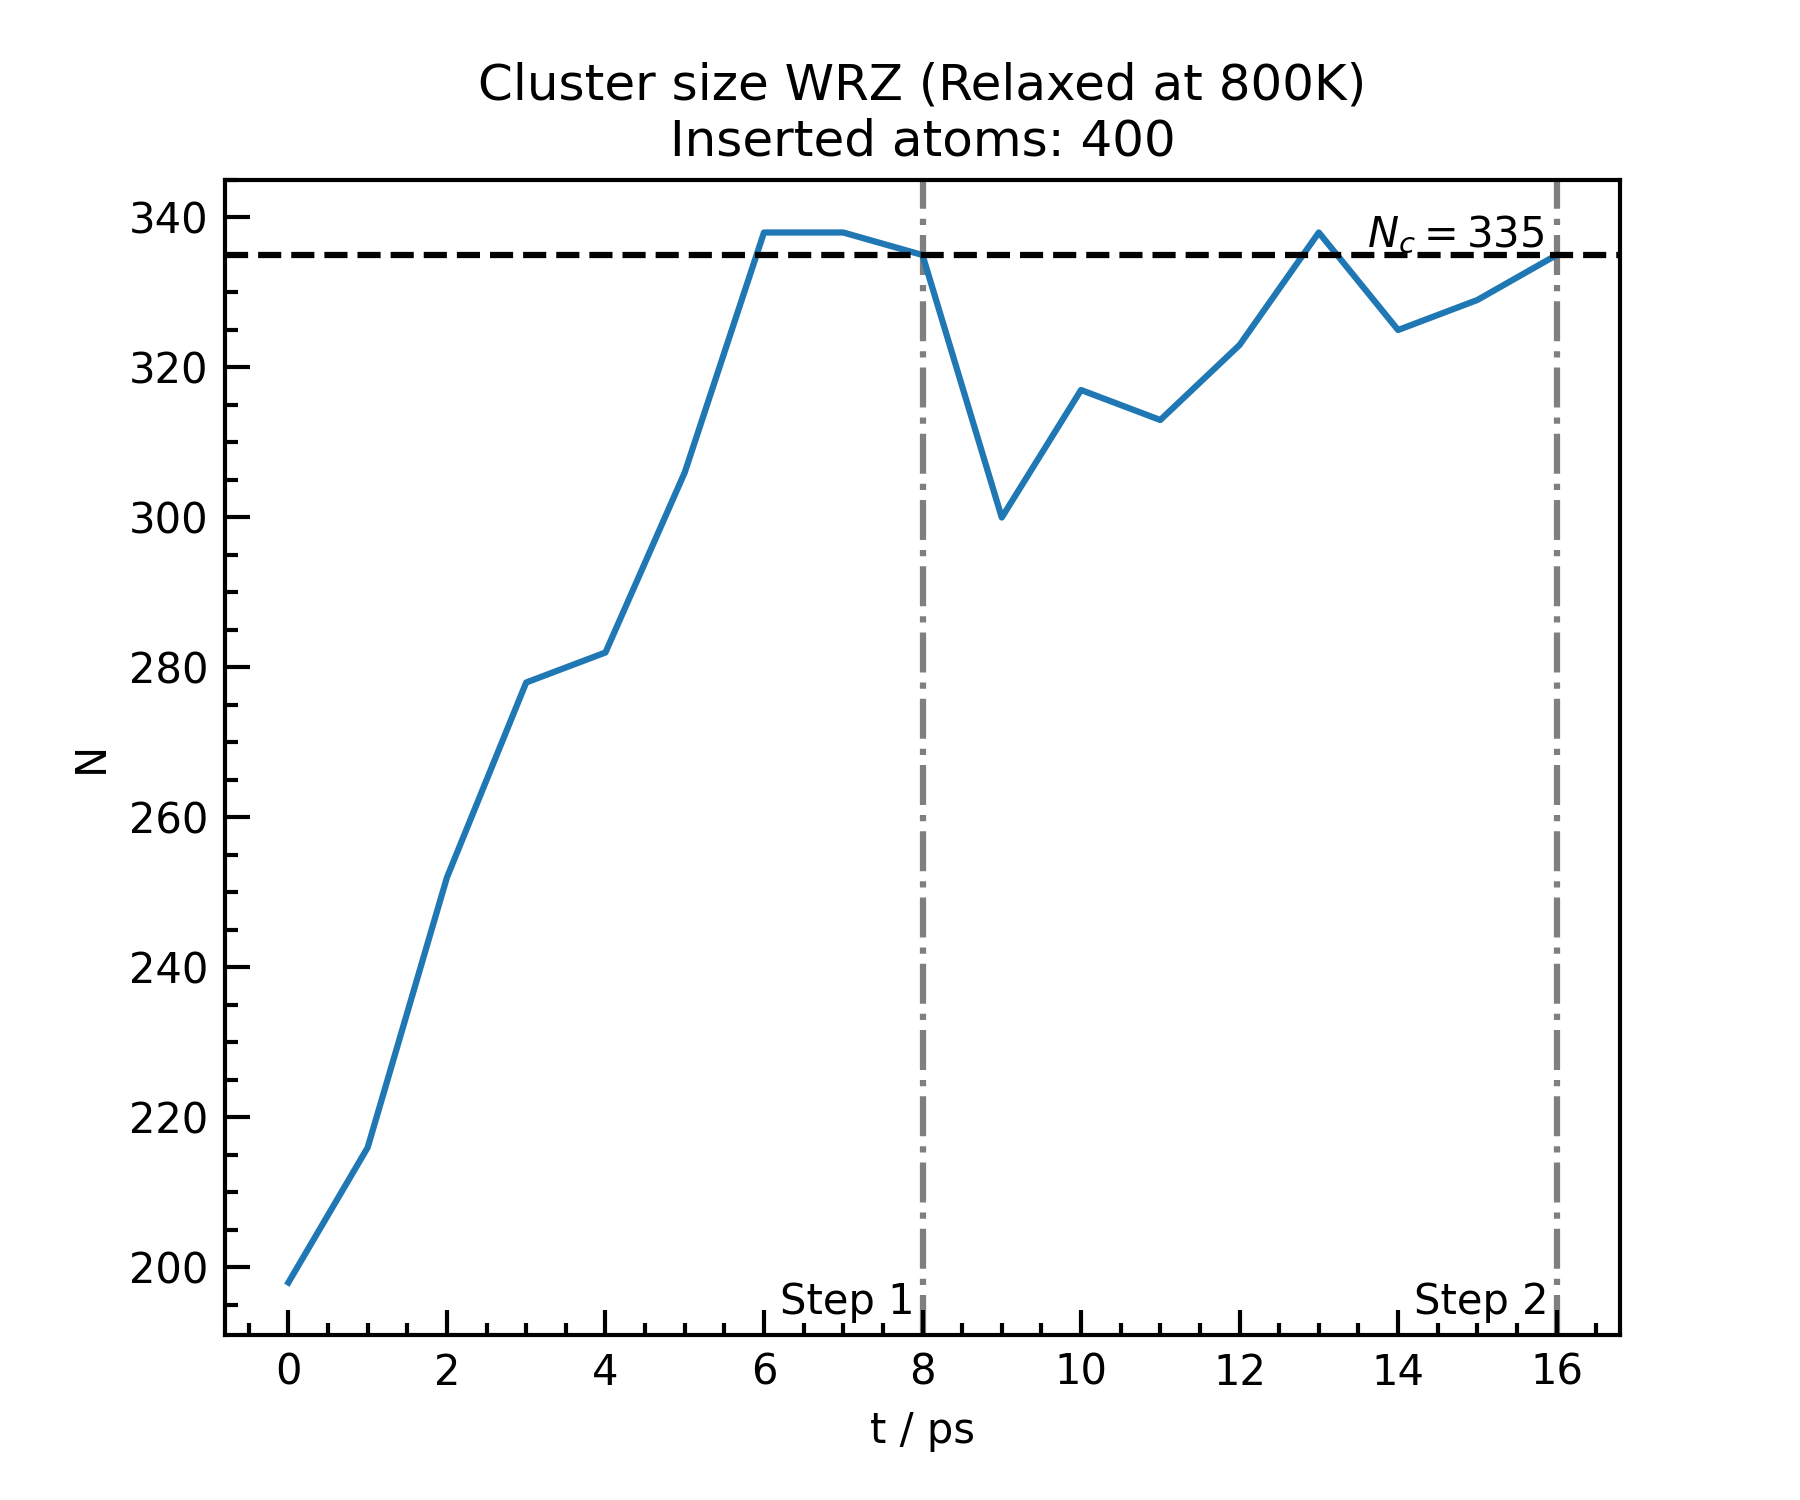 Cluster size WRZ (Relaxed at 800K)
Inserted atoms: 400
340
320
300
280
260
240
220
200
N
N_c = 335
Step 1
Step 2
0 2 4 6 8 10 12 14 16
t / ps